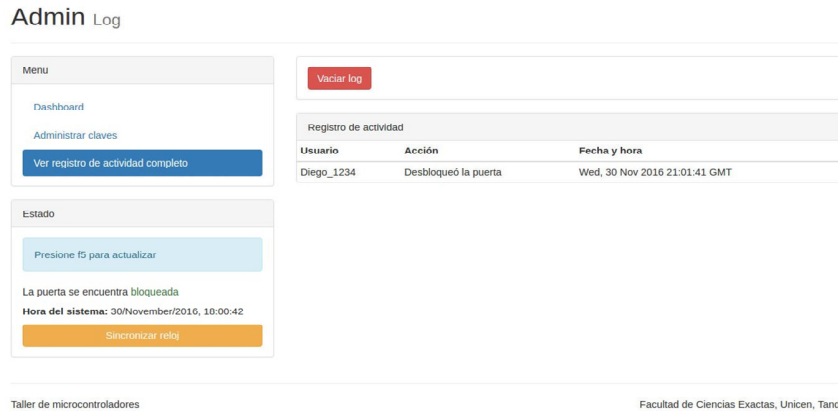 Admin Log
Menu
Dashboard
Administrar claves
Ver registro de actividad completo
Estado
Presione f5 para actualizar
La puerta se encuentra bloqueada
Hora del sistema: 30/November/2016, 18:00:42
Sincronizar reloj
Vaciar log
Registro de actividad
Usuario Acción Fecha y hora
Diego_1234 Desbloqueó la puerta Wed, 30 Nov 2016 21:01:41 GMT
Taller de microcontroladores
Facultad de Ciencias Exactas, Unicen, Tand